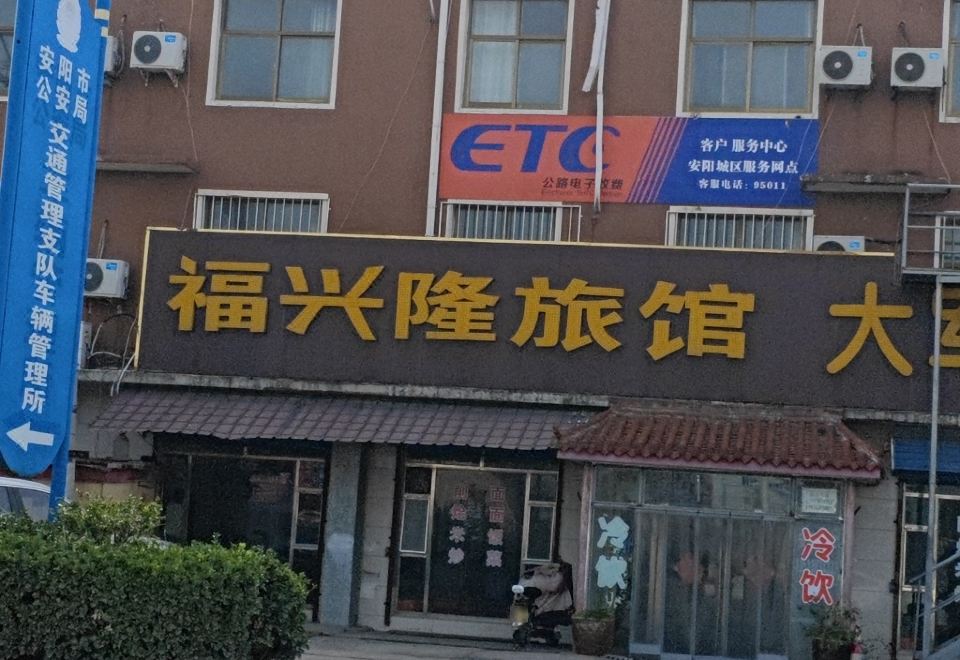 安阳市公安局
交通管理支队车辆管理所
ETC
公路电子收费
客户 服务中心
安阳城区服务网点
客服电话：95011
福兴隆旅馆 大
冷饮
冷饮